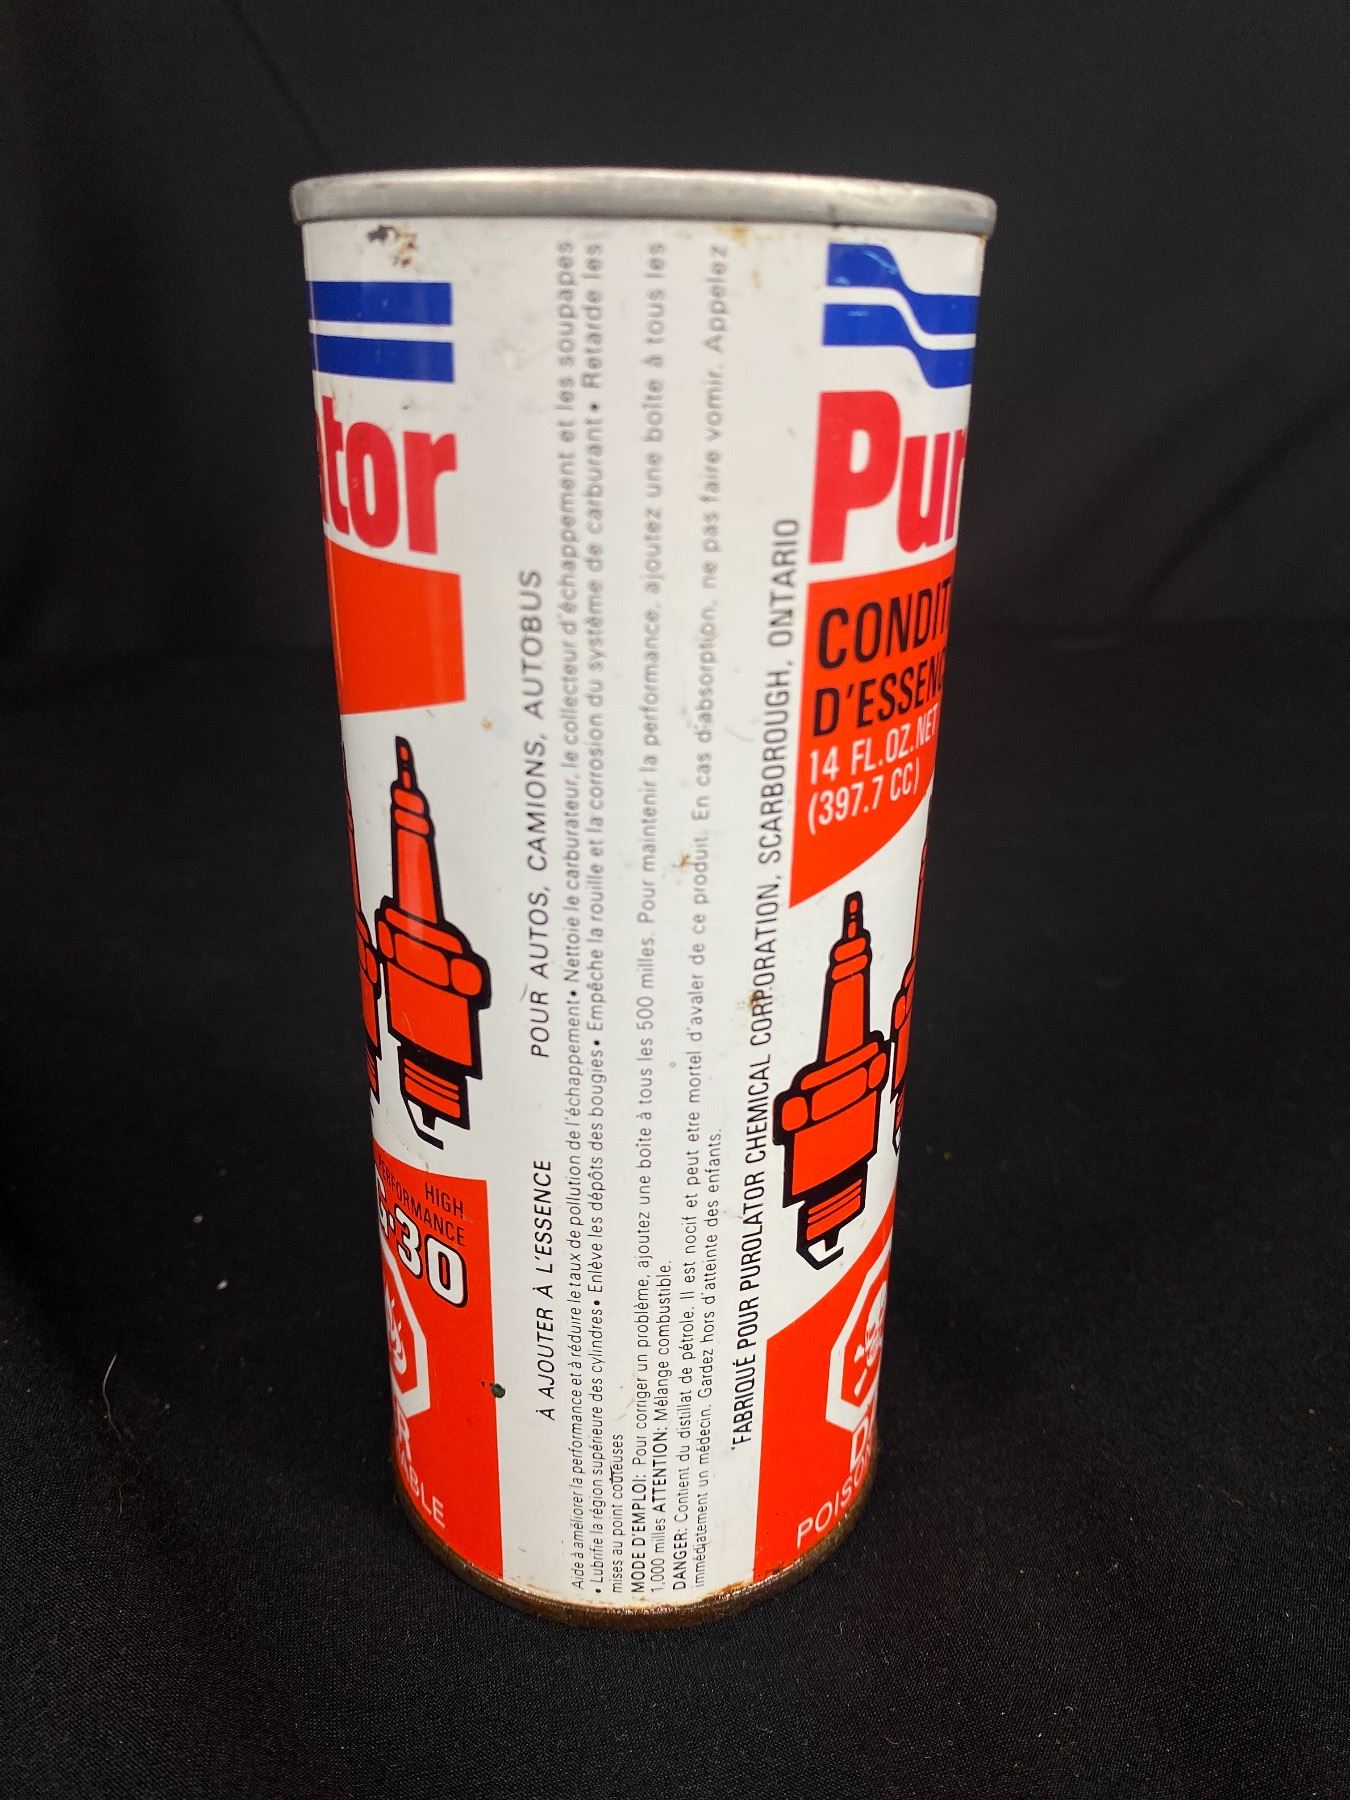 tor
HIGH
PERFORMANCE
G·30
ABLE
À AJOUTER À L'ESSENCE POUR AUTOS, CAMIONS, AUTOBUS
Aide à améliorer la performance et à réduire le taux de pollution de l'échappement • Nettoie le carburateur, le collecteur d'échappement et les soupapes
• Lubrifie la région supérieure des cylindres • Enlève les dépôts des bougies • Empêche la rouille et la corrosion du système de carburant • Retarde les
mises au point coûteuses
MODE D'EMPLOI: Pour corriger un problème, ajoutez une boîte à tous les 500 milles. Pour maintenir la performance, ajoutez une boîte à tous les
1,000 milles ATTENTION: Mélange combustible.
DANGER: Contient du distillat de pétrole. Il est nocif et peut etre mortel d'avaler de ce produit. En cas d'absorption, ne pas faire vomir. Appelez
immédiatement un médecin. Gardez hors d'atteinte des enfants.
FABRIQUÉ POUR PUROLATOR CHEMICAL CORPORATION, SCARBOROUGH, ONTARIO
Pur
CONDIT
D'ESSENC
14 FL.OZ.NET
(397.7 CC)
POISON